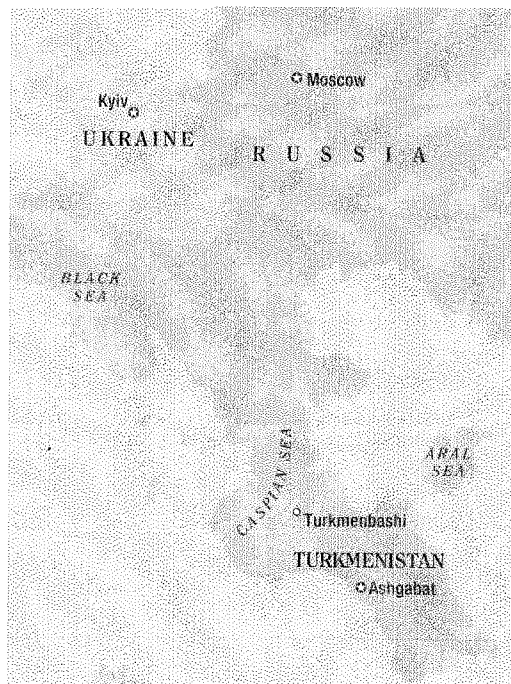 Moscow
Kyiv
UKRAINE
RUSSIA
BLACK
SEA
CASPIAN SEA
ARAL
SEA
Turkmenbashi
TURKMENISTAN
Ashgabat